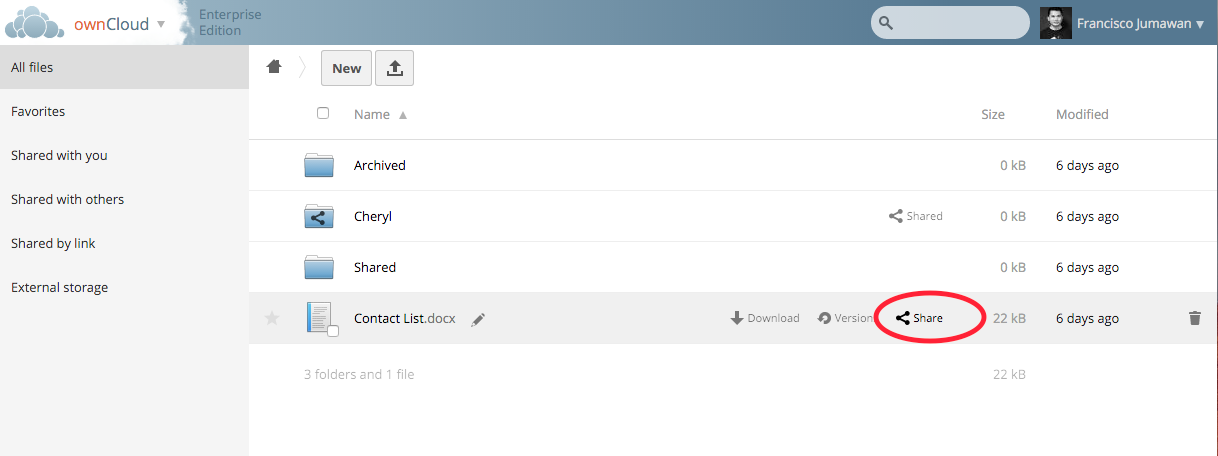 ownCloud
Enterprise
Edition
Francisco Jumawan
All files
Favorites
Shared with you
Shared with others
Shared by link
External storage
New
Name
Size
Modified
Archived 0 kB 6 days ago
Cheryl Shared 0 kB 6 days ago
Shared 0 kB 6 days ago
Contact List.docx Download Version Share 22 kB 6 days ago
3 folders and 1 file 22 kB